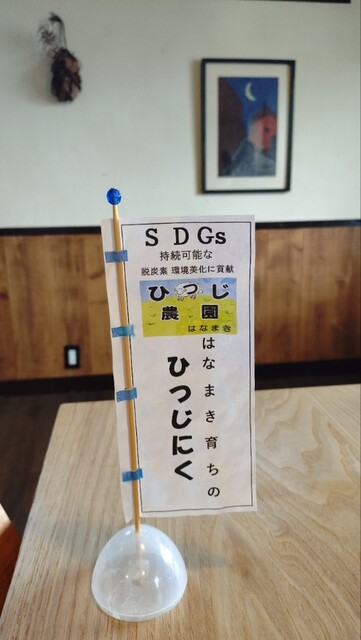 SDGs
持続可能な
脱炭素 環境美化に貢献
ひつじ
農園
はなまき
はなまき育ちの
ひつじにく